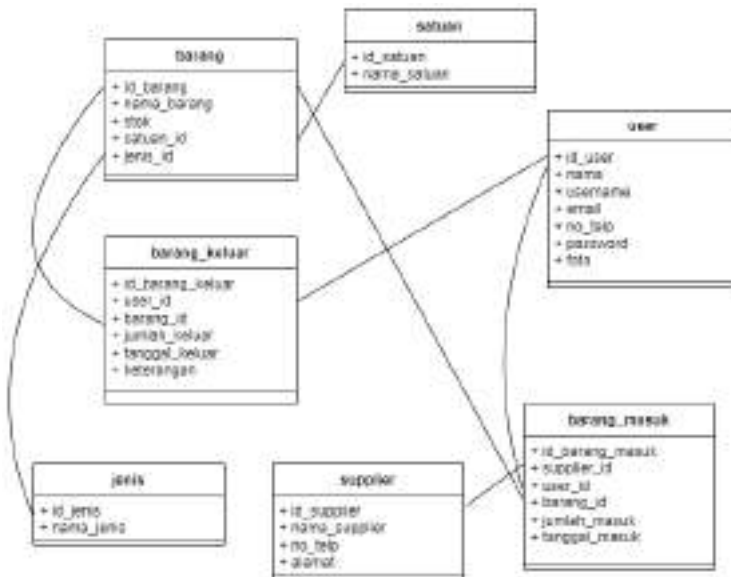 satuan
+ id_satuan
+ nama_satuan
barang
+ id_barang
+ nama_barang
+ stok
+ satuan_id
+ jenis_id
user
+ id_user
+ nama
+ username
+ email
+ no_telp
+ password
+ foto
barang_keluar
+ id_barang_keluar
+ user_id
+ barang_id
+ jumlah_keluar
+ tanggal_keluar
+ keterangan
barang_masuk
+ id_barang_masuk
+ supplier_id
+ user_id
+ barang_id
+ jumlah_masuk
+ tanggal_masuk
jenis
+ id_jenis
+ nama_jenis
supplier
+ id_supplier
+ nama_supplier
+ no_telp
+ alamat